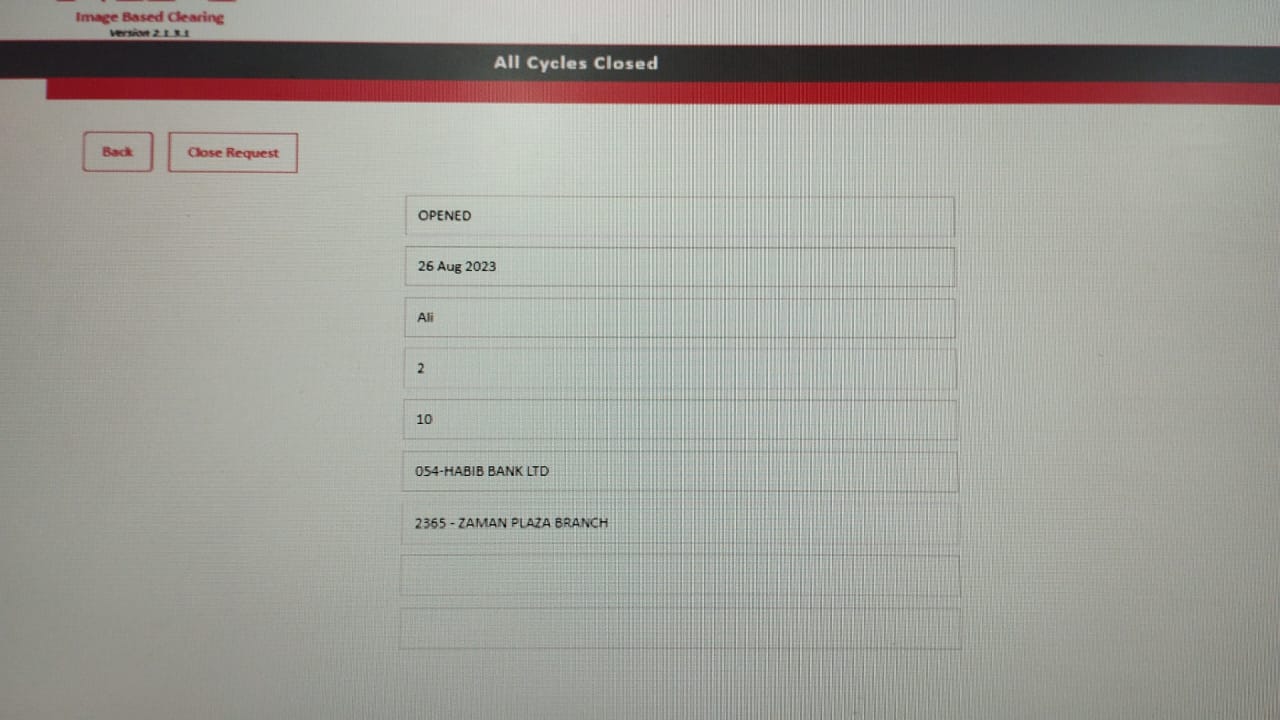 Image Based Clearing
Version 2.1.3.1
All Cycles Closed
Back
Close Request
OPENED
26 Aug 2023
Ali
2
10
054-HABIB BANK LTD
2365 - ZAMAN PLAZA BRANCH